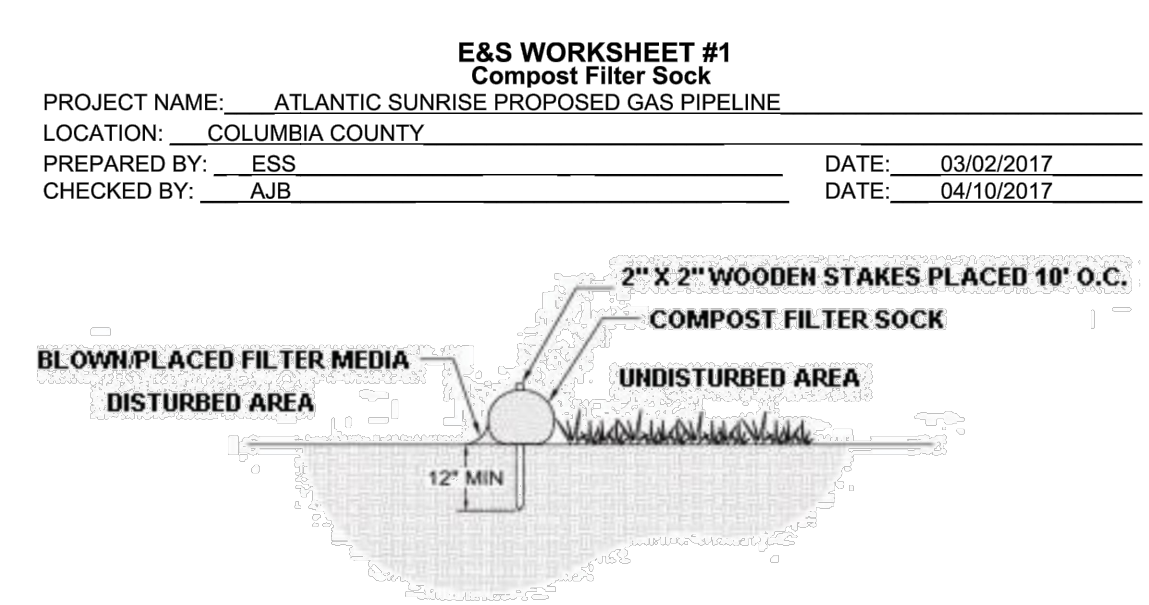 E&S WORKSHEET #1
Compost Filter Sock
PROJECT NAME: ATLANTIC SUNRISE PROPOSED GAS PIPELINE
LOCATION: COLUMBIA COUNTY
PREPARED BY: ESS DATE: 03/02/2017
CHECKED BY: AJB DATE: 04/10/2017
2" X 2" WOODEN STAKES PLACED 10' O.C.
COMPOST FILTER SOCK
BLOWN/PLACED FILTER MEDIA
UNDISTURBED AREA
DISTURBED AREA
12" MIN